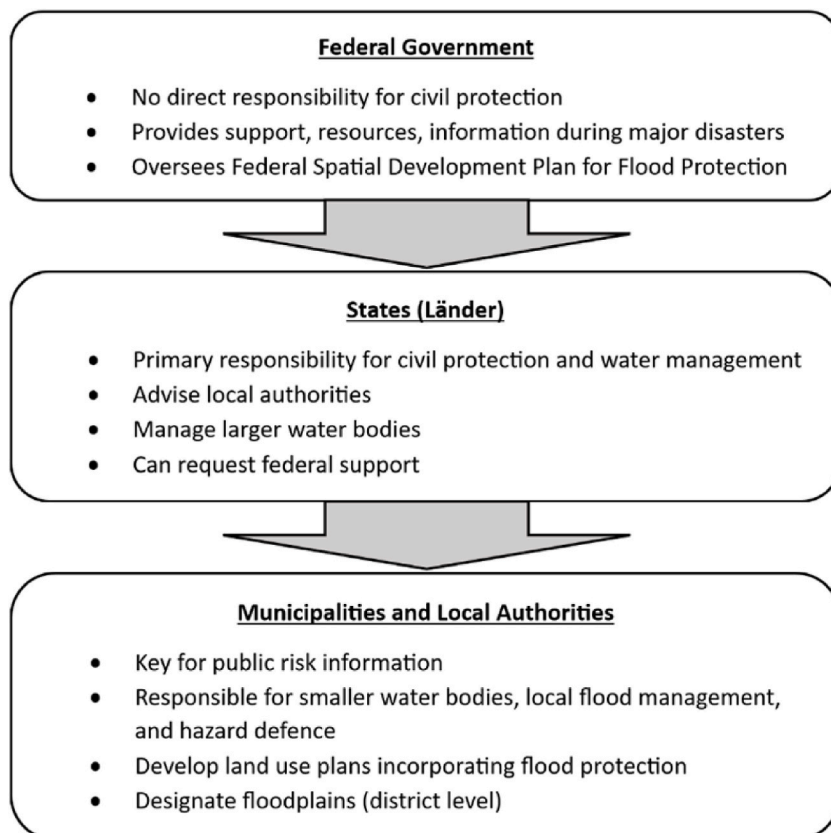 Federal Government
• No direct responsibility for civil protection
• Provides support, resources, information during major disasters
• Oversees Federal Spatial Development Plan for Flood Protection
States (Länder)
• Primary responsibility for civil protection and water management
• Advise local authorities
• Manage larger water bodies
• Can request federal support
Municipalities and Local Authorities
• Key for public risk information
• Responsible for smaller water bodies, local flood management,
and hazard defence
• Develop land use plans incorporating flood protection
• Designate floodplains (district level)